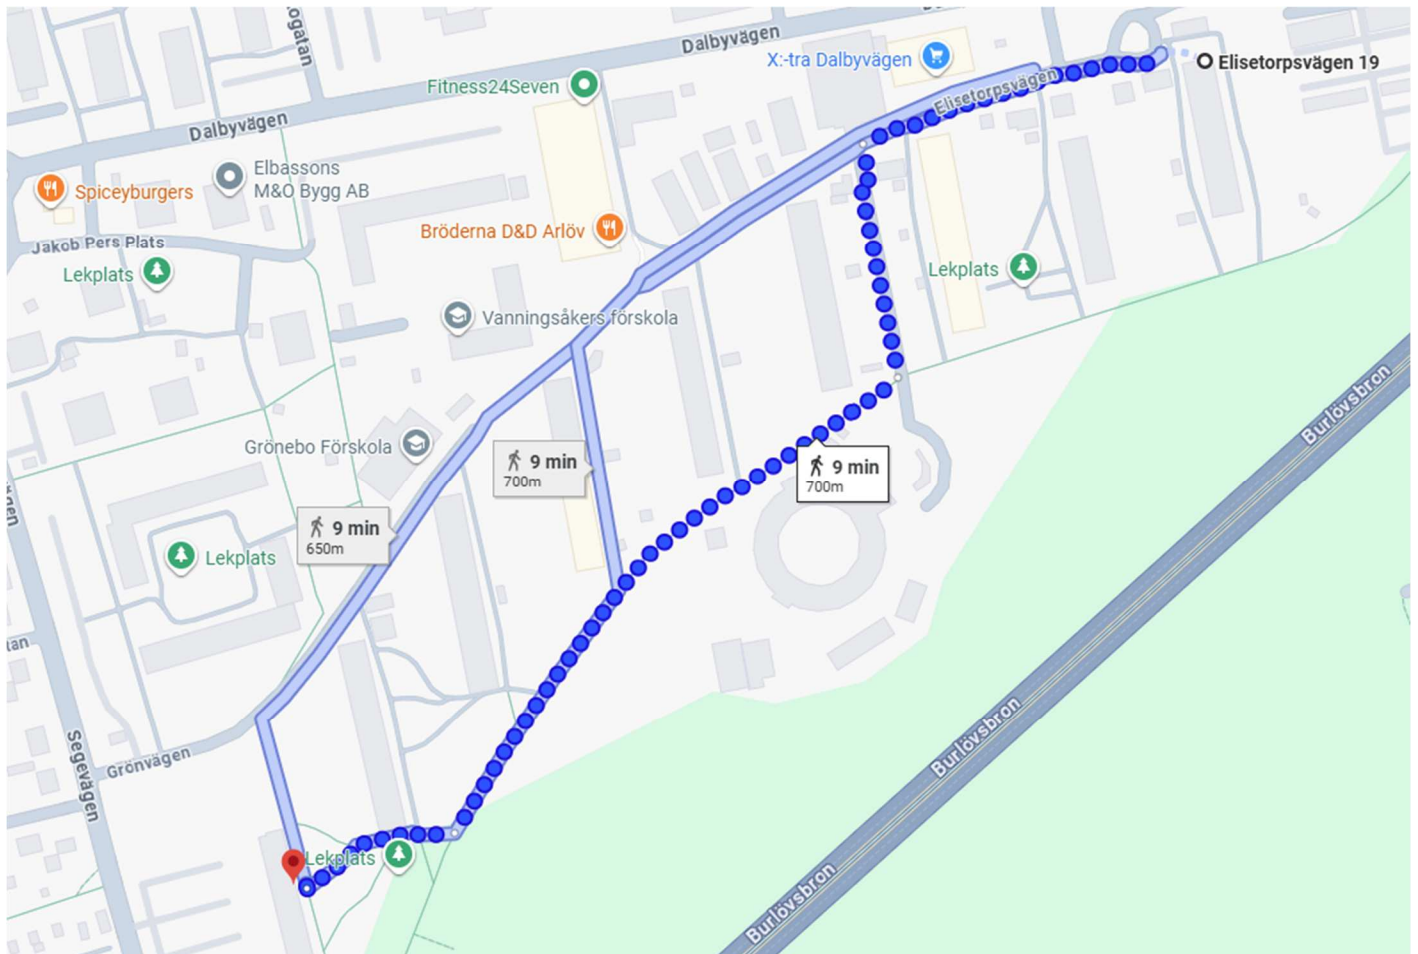 ogatan
Dalbyvägen
X:-tra Dalbyvägen
Elisetorpsvägen 19
Fitness24Seven
Elisetorpsvägen
Dalbyvägen
Elbassons
M&O Bygg AB
Spiceyburgers
Bröderna D&D Arlöv
Jakob Pers Plats
Lekplats
Lekplats
Vanningsåkers förskola
Burlövsbron
Grönebo Förskola
9 min
700m
9 min
700m
9 min
650m
Lekplats
Burlövsbron
Segevägen
Grönvägen
Lekplats
Burlövsbron